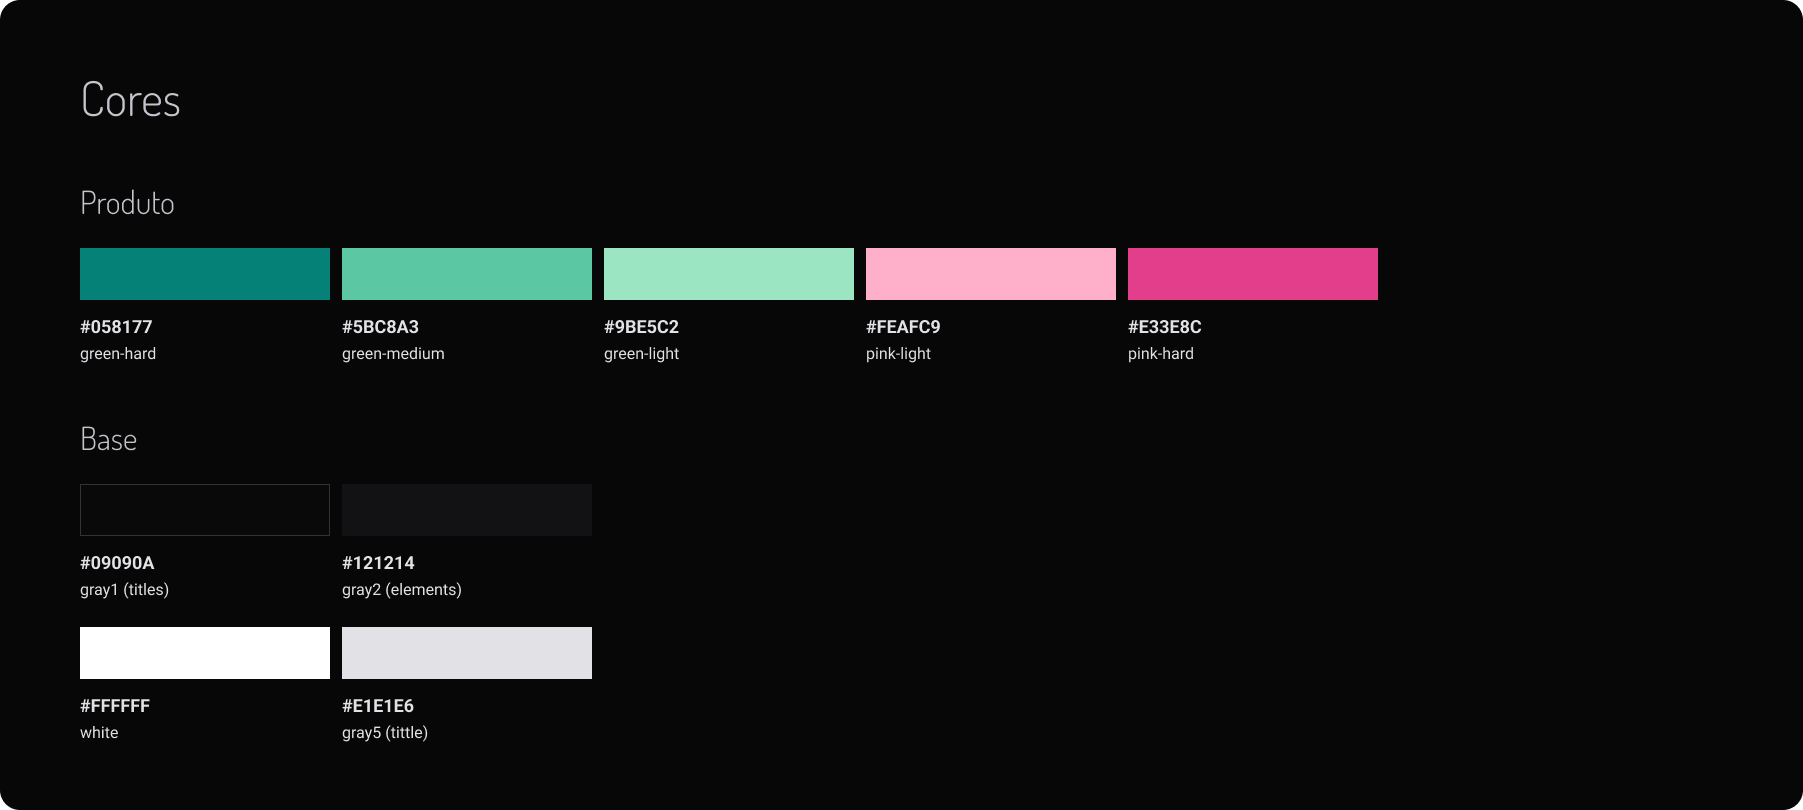 Cores
Produto
#058177
green-hard
#5BC8A3
green-medium
#9BE5C2
green-light
#FEAFC9
pink-light
#E33E8C
pink-hard
Base
#09090A
gray1 (titles)
#121214
gray2 (elements)
#FFFFFF
white
#E1E1E6
gray5 (tittle)